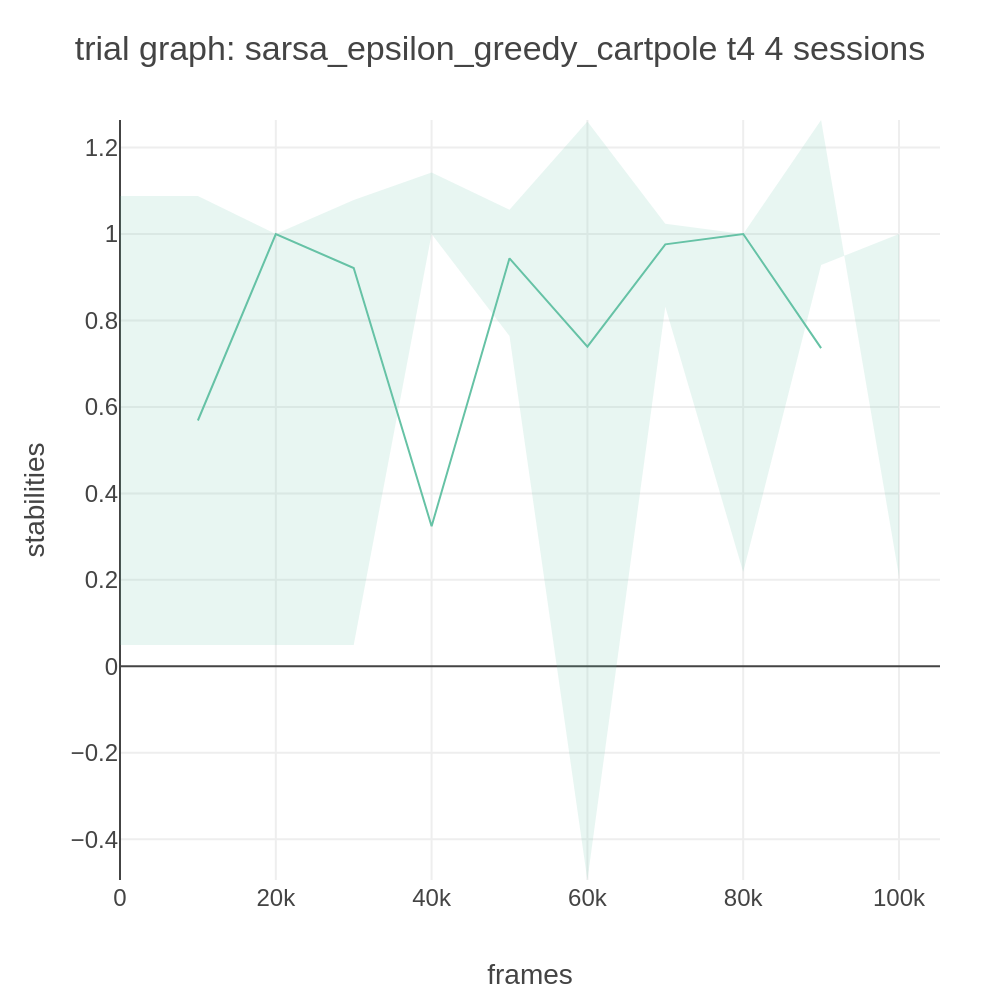 trial graph: sarsa_epsilon_greedy_cartpole t4 4 sessions
1.2
1
0.8
0.6
0.4
0.2
0
−0.2
−0.4
stabilities
0 20k 40k 60k 80k 100k
frames